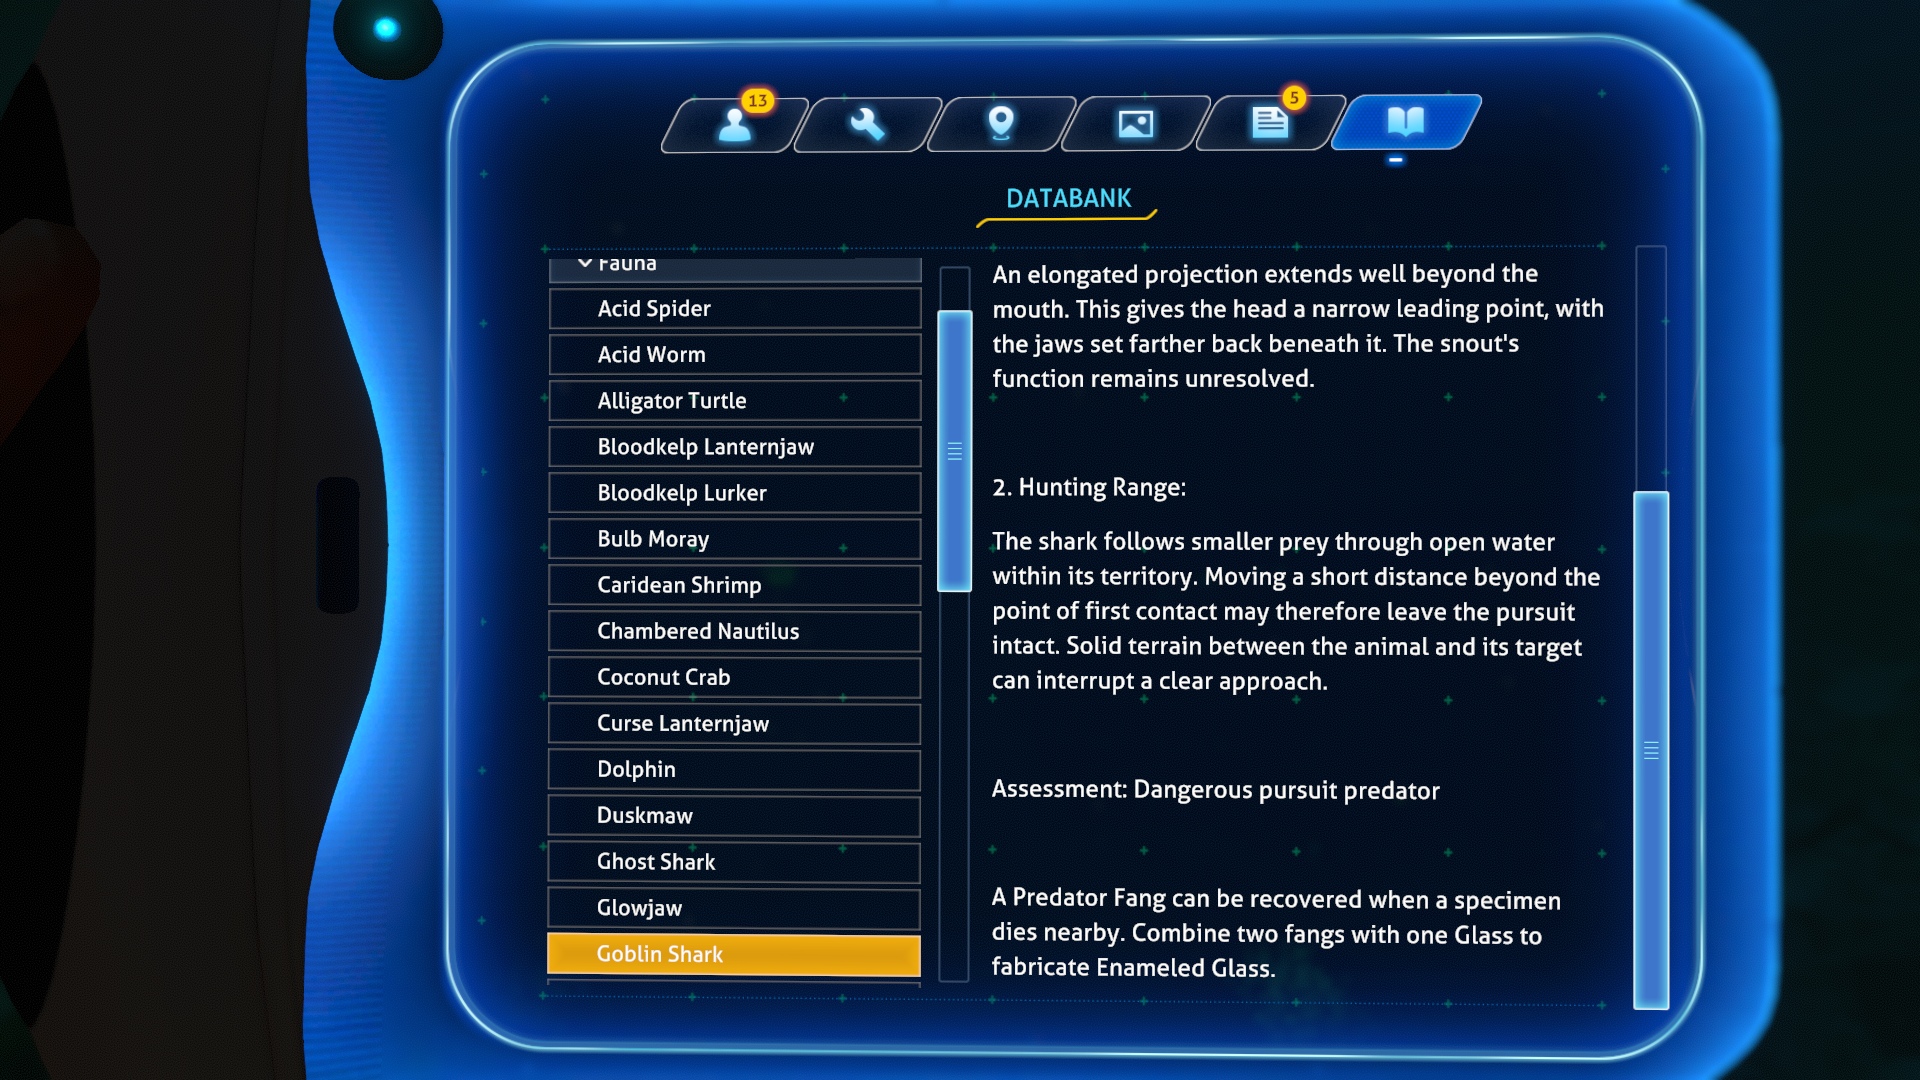 13
5
DATABANK
Fauna
Acid Spider
Acid Worm
Alligator Turtle
Bloodkelp Lanternjaw
Bloodkelp Lurker
Bulb Moray
Caridean Shrimp
Chambered Nautilus
Coconut Crab
Curse Lanternjaw
Dolphin
Duskmaw
Ghost Shark
Glowjaw
Goblin Shark
An elongated projection extends well beyond the
mouth. This gives the head a narrow leading point, with
the jaws set farther back beneath it. The snout's
function remains unresolved.
2. Hunting Range:
The shark follows smaller prey through open water
within its territory. Moving a short distance beyond the
point of first contact may therefore leave the pursuit
intact. Solid terrain between the animal and its target
can interrupt a clear approach.
Assessment: Dangerous pursuit predator
A Predator Fang can be recovered when a specimen
dies nearby. Combine two fangs with one Glass to
fabricate Enameled Glass.